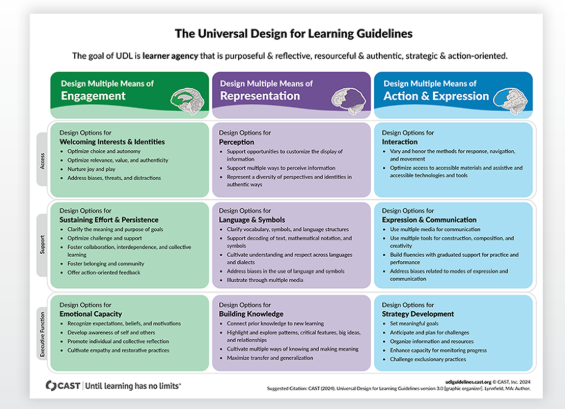 The Universal Design for Learning Guidelines
The goal of UDL is learner agency that is purposeful & reflective, resourceful & authentic, strategic & action-oriented.
Design Multiple Means of
Engagement
Design Multiple Means of
Representation
Design Multiple Means of
Action & Expression
Access
Design Options for
Welcoming Interests & Identities
• Optimize choice and autonomy
• Optimize relevance, value, and authenticity
• Nurture joy and play
• Address biases, threats, and distractions
Design Options for
Perception
• Support opportunities to customize the display of
information
• Support multiple ways to perceive information
• Represent a diversity of perspectives and identities in
authentic ways
Design Options for
Interaction
• Vary and honor the methods for response, navigation,
and movement
• Optimize access to accessible materials and assistive and
accessible technologies and tools
Support
Design Options for
Sustaining Effort & Persistence
• Clarify the meaning and purpose of goals
• Optimize challenge and support
• Foster collaboration, interdependence, and collective
learning
• Foster belonging and community
• Offer action-oriented feedback
Design Options for
Language & Symbols
• Clarify vocabulary, symbols, and language structures
• Support decoding of text, mathematical notation, and
symbols
• Cultivate understanding and respect across languages
and dialects
• Address biases in the use of language and symbols
• Illustrate through multiple media
Design Options for
Expression & Communication
• Use multiple media for communication
• Use multiple tools for construction, composition, and
creativity
• Build fluencies with graduated support for practice and
performance
• Address biases related to modes of expression and
communication
Executive Function
Design Options for
Emotional Capacity
• Recognize expectations, beliefs, and motivations
• Develop awareness of self and others
• Promote individual and collective reflection
• Cultivate empathy and restorative practices
Design Options for
Building Knowledge
• Connect prior knowledge to new learning
• Highlight and explore patterns, critical features, big ideas,
and relationships
• Cultivate multiple ways of knowing and making meaning
• Maximize transfer and generalization
Design Options for
Strategy Development
• Set meaningful goals
• Anticipate and plan for challenges
• Organize information and resources
• Enhance capacity for monitoring progress
• Challenge exclusionary practices
CAST | Until learning has no limits®
udlguidelines.cast.org © CAST, Inc. 2024
Suggested Citation: CAST (2024). Universal Design for Learning Guidelines version 3.0 [graphic organizer]. Lynnfield, MA: Author.